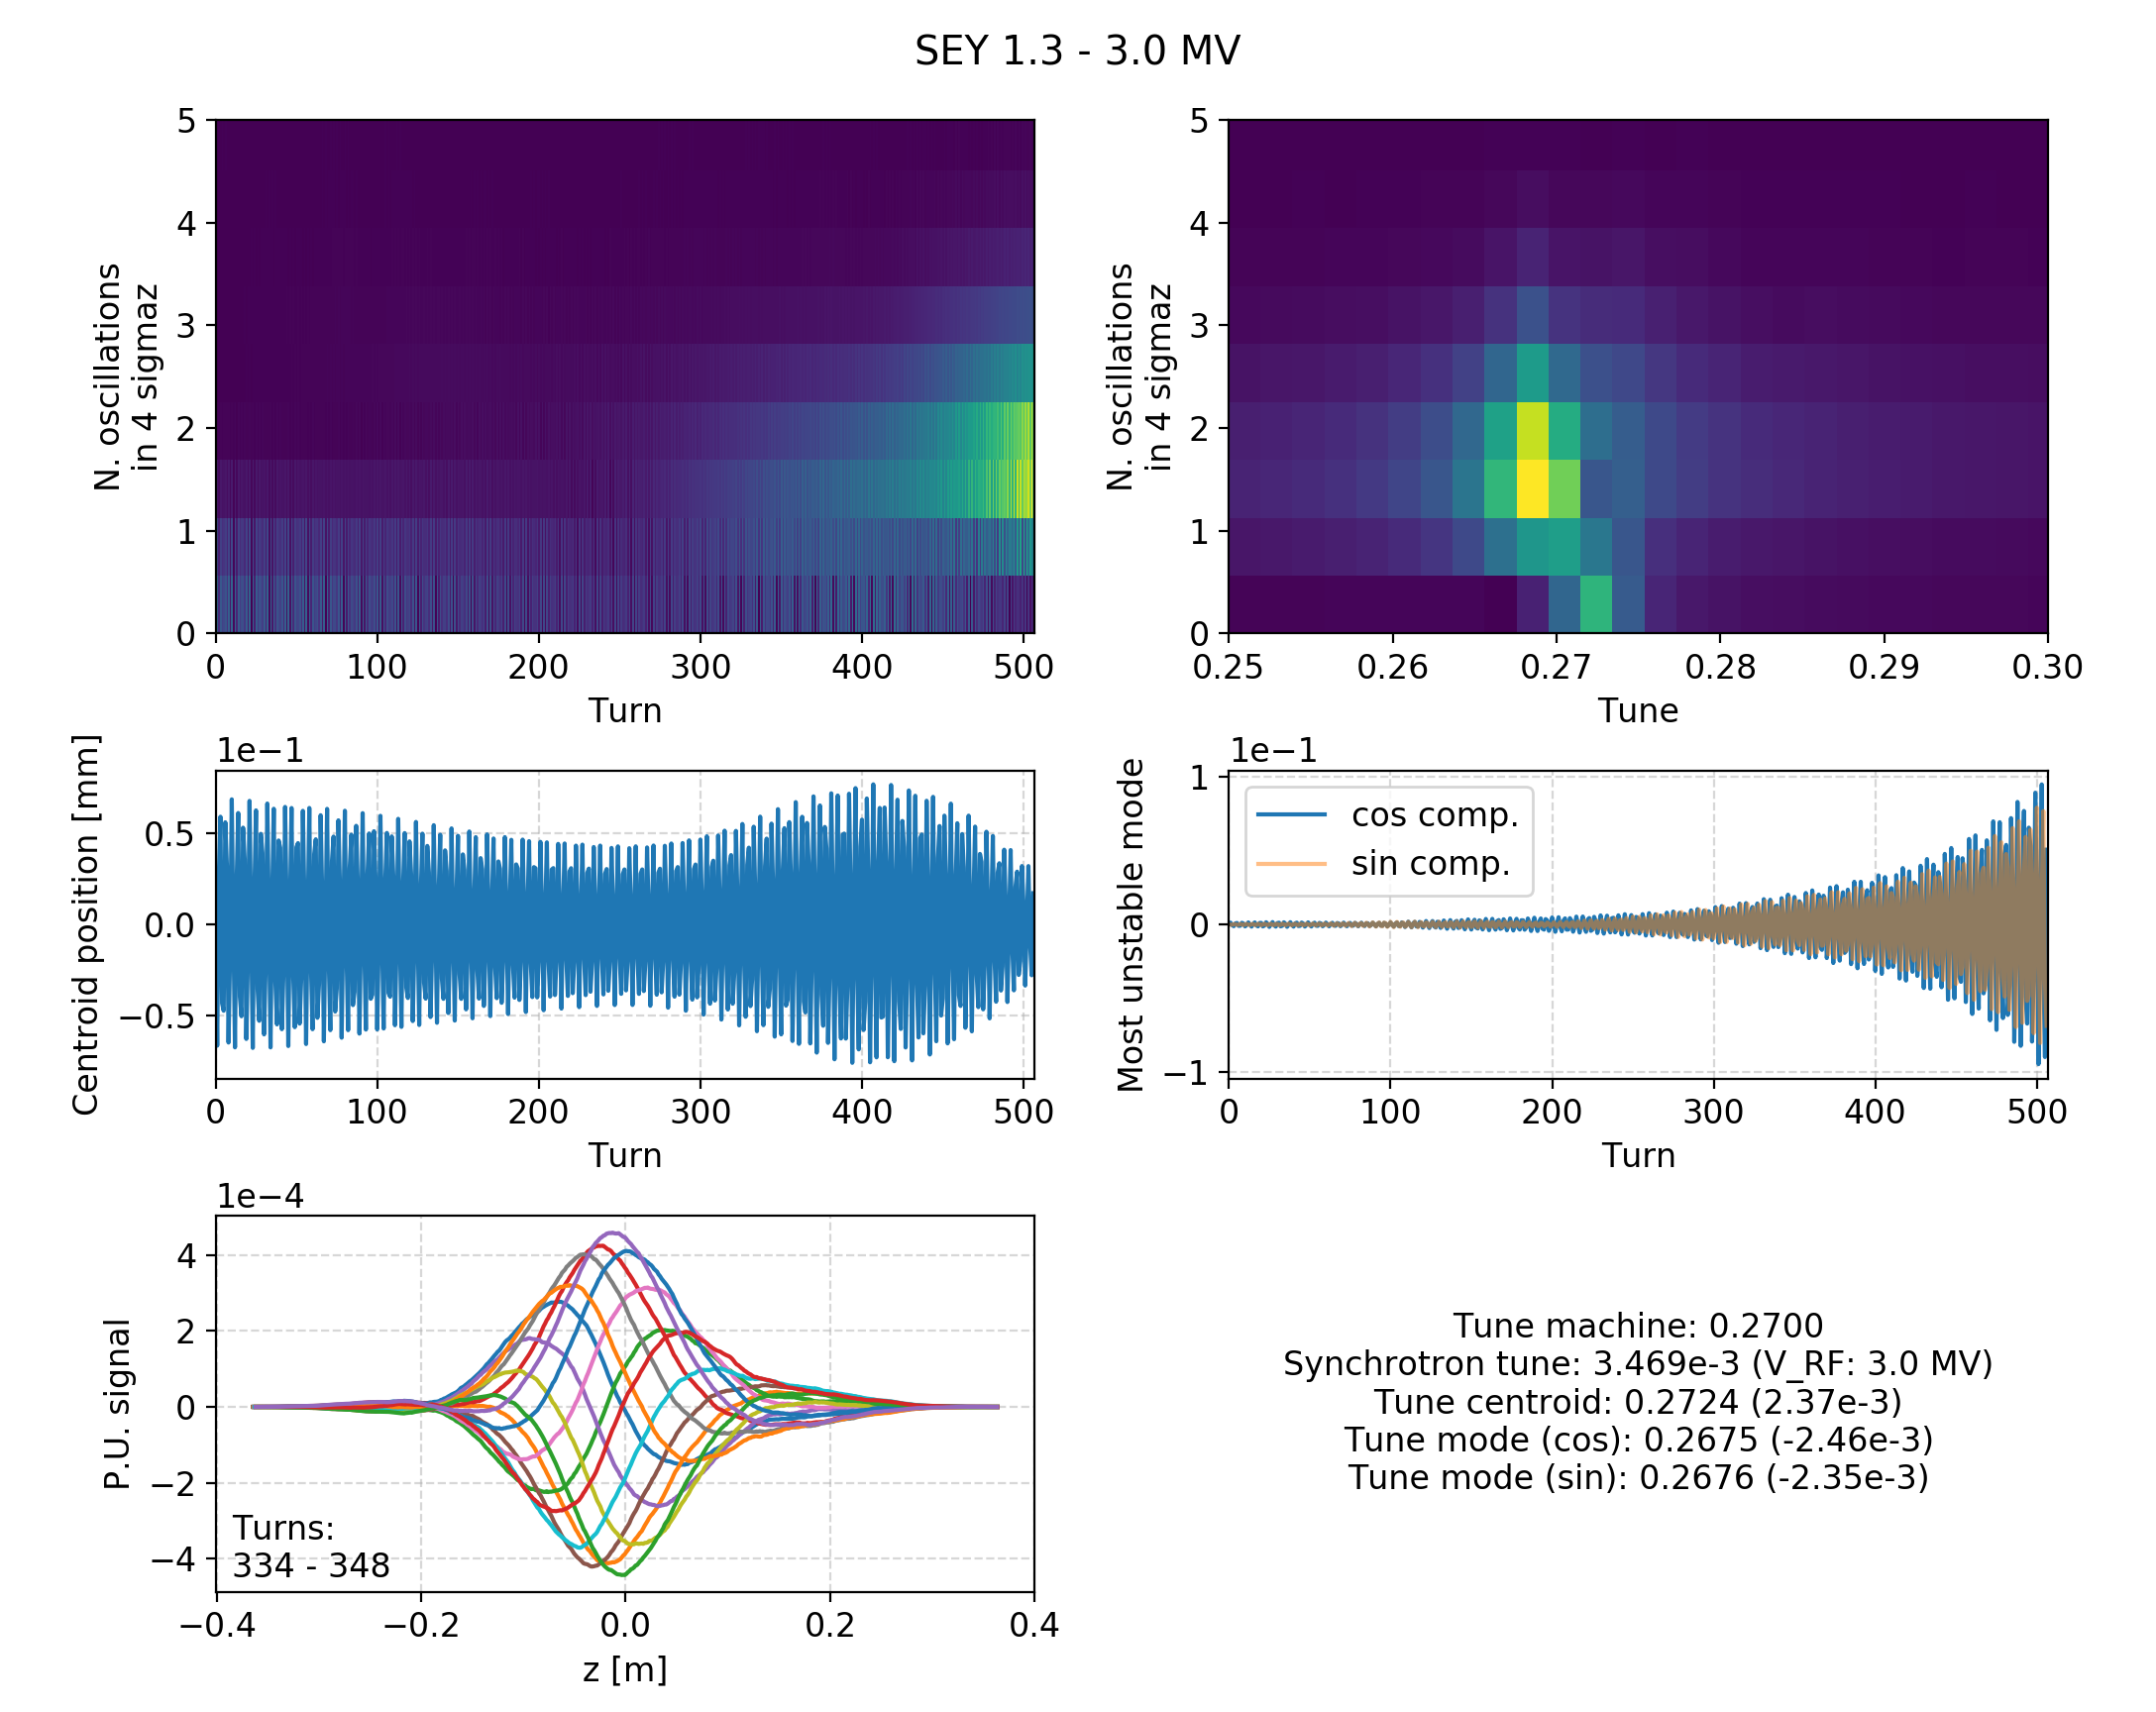 SEY 1.3 - 3.0 MV
N. oscillations
in 4 sigmaz
5
4
3
2
1
0
0 100 200 300 400 500
Turn
N. oscillations
in 4 sigmaz
5
4
3
2
1
0
0.25 0.26 0.27 0.28 0.29 0.30
Tune
1e−1
Centroid position [mm]
0.5
0.0
−0.5
0 100 200 300 400 500
Turn
1e−1
Most unstable mode
1
0
−1
cos comp.
sin comp.
0 100 200 300 400 500
Turn
1e−4
P.U. signal
4
2
0
−2
−4
Turns:
334 - 348
−0.4 −0.2 0.0 0.2 0.4
z [m]
Tune machine: 0.2700
Synchrotron tune: 3.469e-3 (V_RF: 3.0 MV)
Tune centroid: 0.2724 (2.37e-3)
Tune mode (cos): 0.2675 (-2.46e-3)
Tune mode (sin): 0.2676 (-2.35e-3)